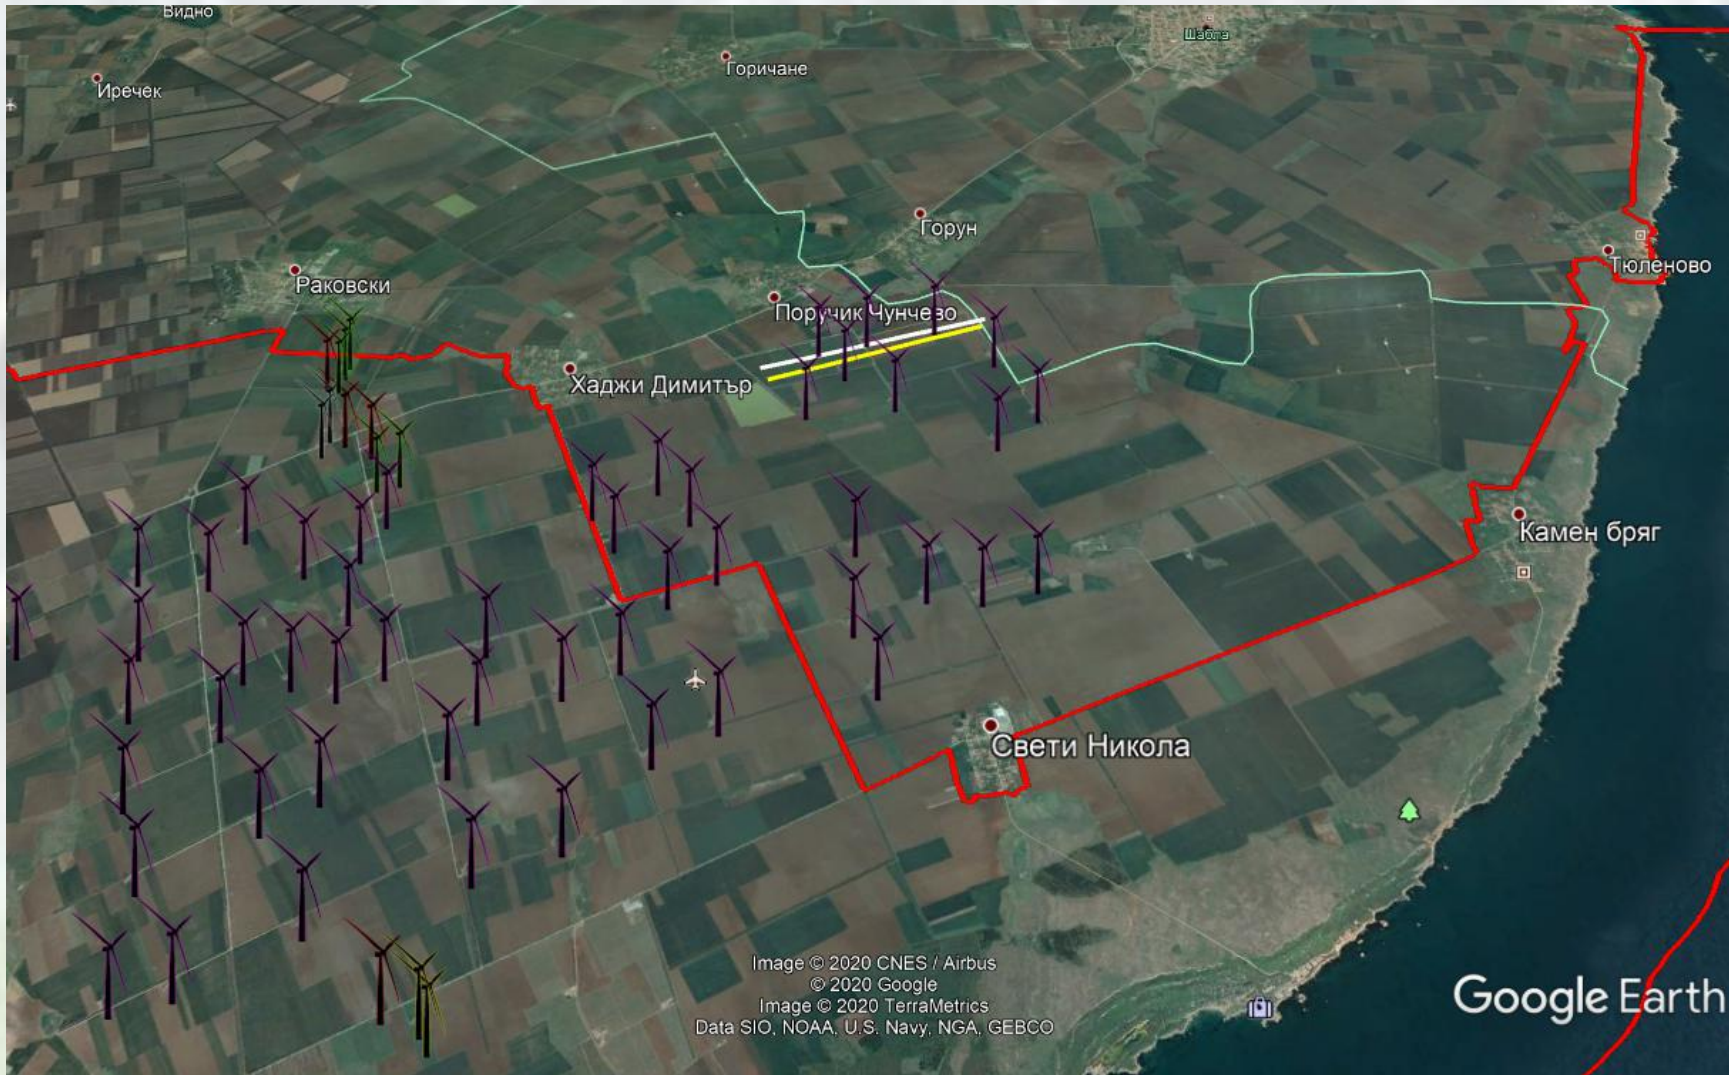 Видно
Шабла
Горичане
Иречек
Горун
Тюленово
Раковски
Поручик Чунчево
Хаджи Димитър
Камен бряг
Свети Никола
Image © 2020 CNES / Airbus
© 2020 Google
Image © 2020 TerraMetrics
Data SIO, NOAA, U.S. Navy, NGA, GEBCO
Google Earth